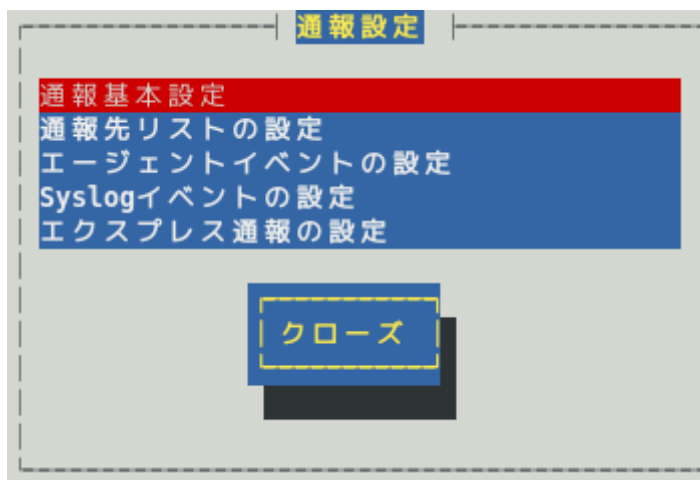 通報設定
通報基本設定
通報先リストの設定
エージェントイベントの設定
Syslogイベントの設定
エクスプレス通報の設定
クローズ